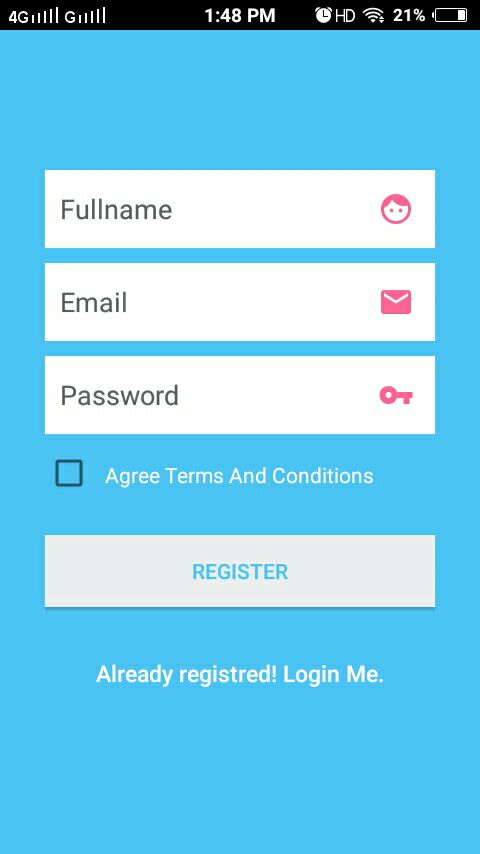 4G G 1:48 PM HD 21%
Fullname
Email
Password
Agree Terms And Conditions
REGISTER
Already registred! Login Me.